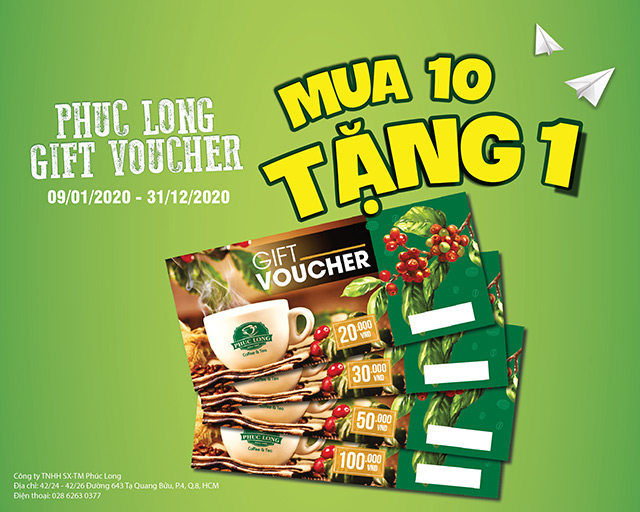 PHUC LONG
GIFT VOUCHER
09/01/2020 - 31/12/2020
MUA 10
TẶNG 1
GIFT
VOUCHER
PHUC LONG
Coffee & Tea
20.000
VND
30.000
VND
Coffee & Tea
50.000
VND
PHUC LONG
Coffee & Tea
100.000
VND
Công ty TNHH SX-TM Phúc Long
Địa chỉ: 42/24 - 42/26 Đường 643 Tạ Quang Bửu, P.4, Q.8, HCM
Điện thoại: 028 6263 0377